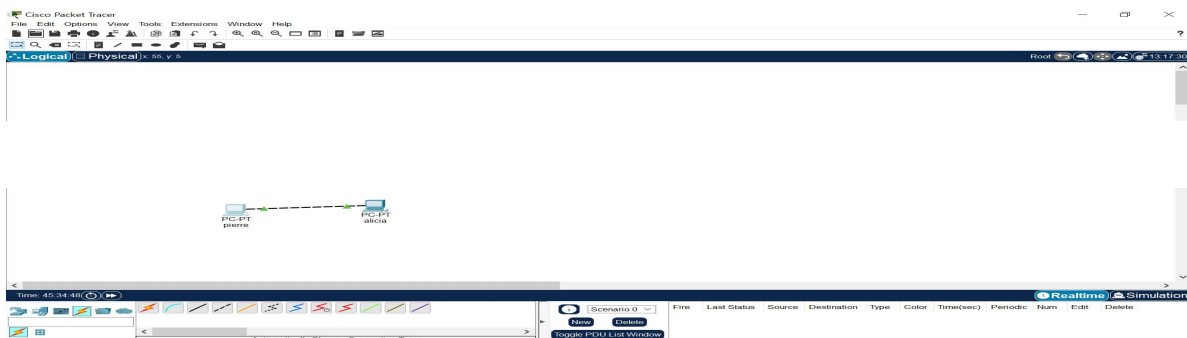 Cisco Packet Tracer
File Edit Options View Tools Extensions Window Help
?
Logical Physical x: 55, y: 5 Root 13:17:30
PC-PT
pierre
PC-PT
alicia
Time: 45:34:48 Realtime Simulation
Scenario 0 Fire Last Status Source Destination Type Color Time(sec) Periodic Num Edit Delete
New Delete
Toggle PDU List Window